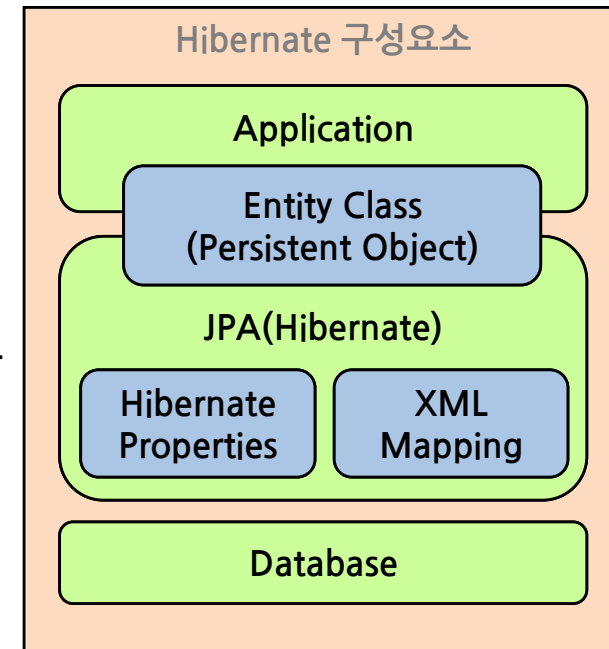 Hibernate 구성요소
Application
Entity Class
(Persistent Object)
JPA(Hibernate)
Hibernate
Properties
XML
Mapping
Database